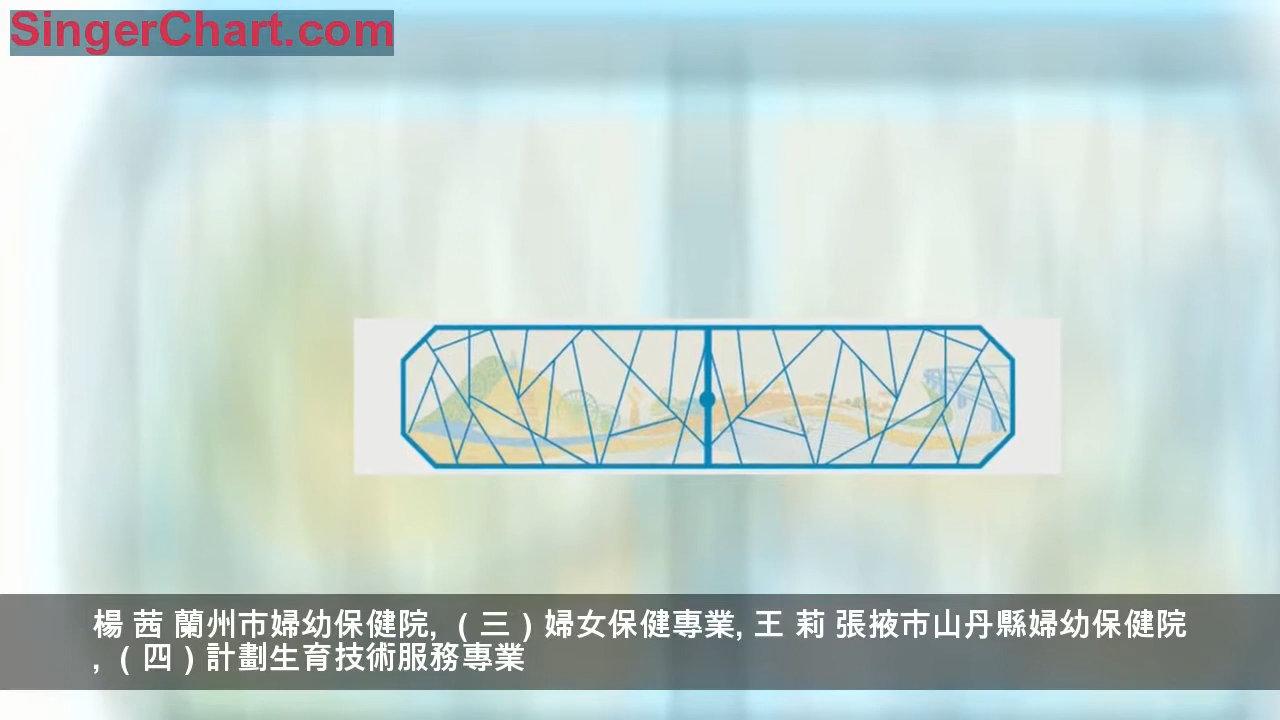 SingerChart.com
楊 茜 蘭州市婦幼保健院, （三）婦女保健專業, 王 莉 張掖市山丹縣婦幼保健院
, （四）計劃生育技術服務專業